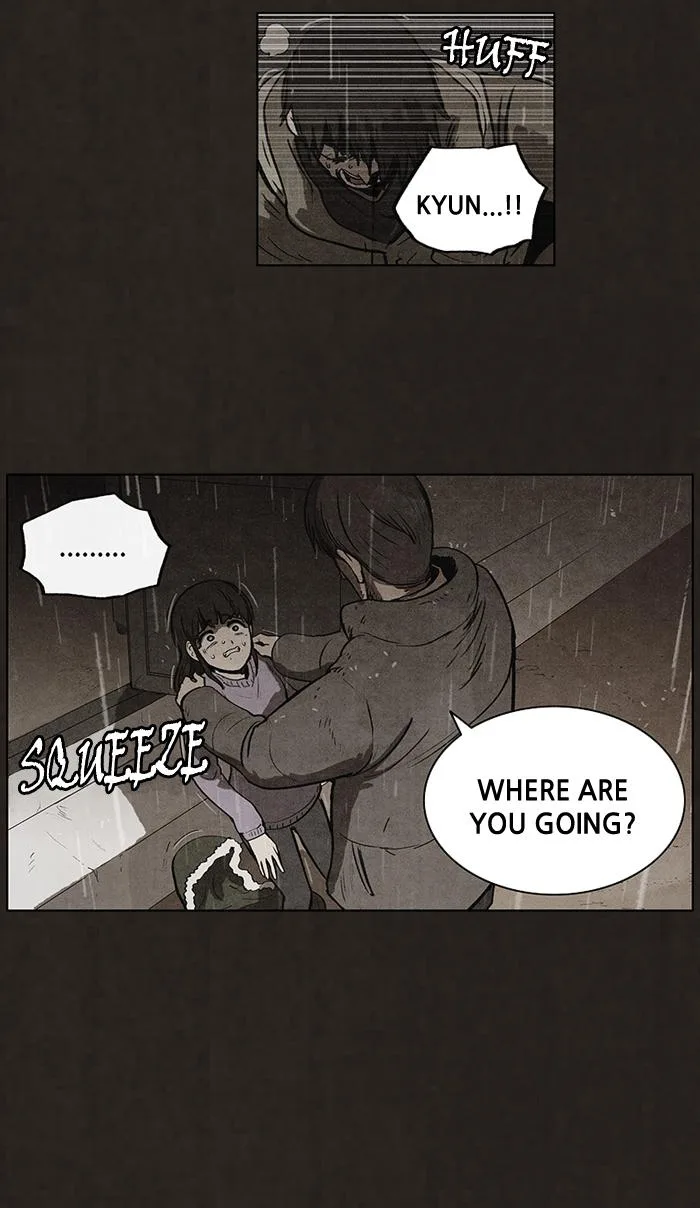 HUFF
KYUN...!!
.........
SQUEEZE
WHERE ARE
YOU GOING?